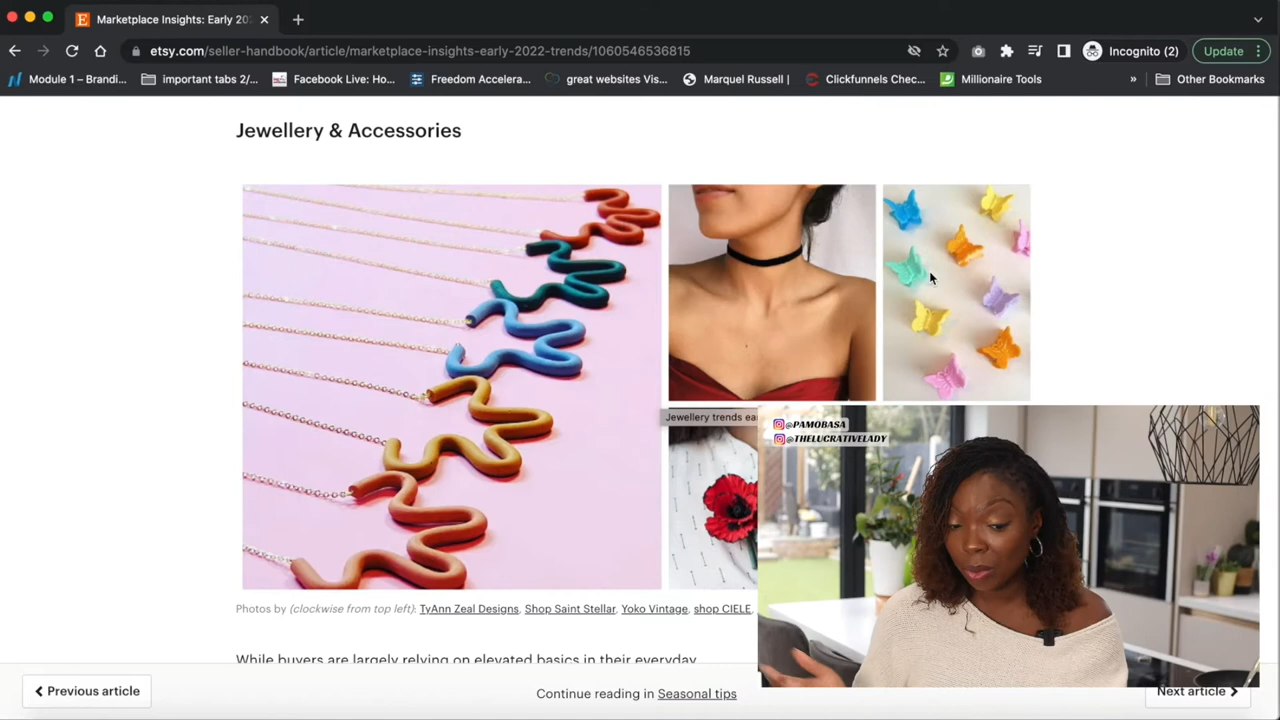 Marketplace Insights: Early 202
etsy.com/seller-handbook/article/marketplace-insights-early-2022-trends/1060546536815
Incognito (2)
Update
Module 1 – Brandi...
important tabs 2/...
Facebook Live: Ho...
Freedom Accelera...
great websites Vis...
Marquel Russell |
Clickfunnels Chec...
Millionaire Tools
»
Other Bookmarks
Jewellery & Accessories
Jewellery trends
@PAMOBASA
@THELUCRATIVELADY
Photos by (clockwise from top left): TyAnn Zeal Designs, Shop Saint Stellar, Yoko Vintage, shop CIELE,
While buyers are largely relying on elevated basics in their everyday
Previous article
Continue reading in Seasonal tips
Next article